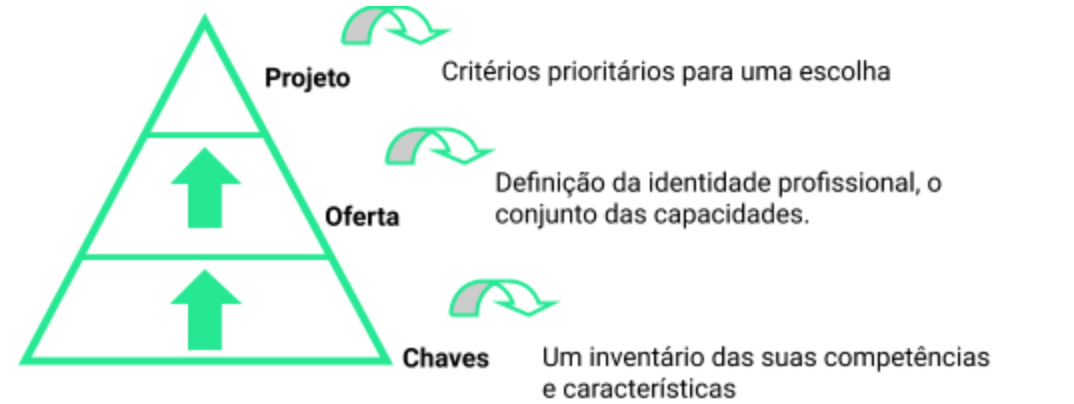 Projeto
Critérios prioritários para uma escolha
Oferta
Definição da identidade profissional, o
conjunto das capacidades.
Chaves
Um inventário das suas competências
e características